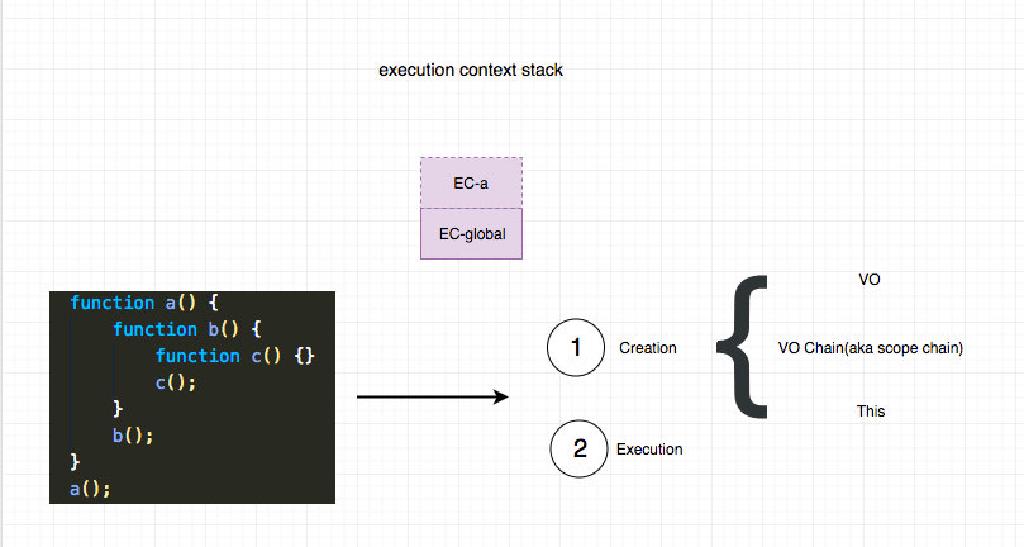 execution context stack
EC-a
EC-global
function a() {
    function b() {
        function c() {}
        c();
    }
    b();
}
a();
1 Creation
2 Execution
VO
VO Chain(aka scope chain)
This